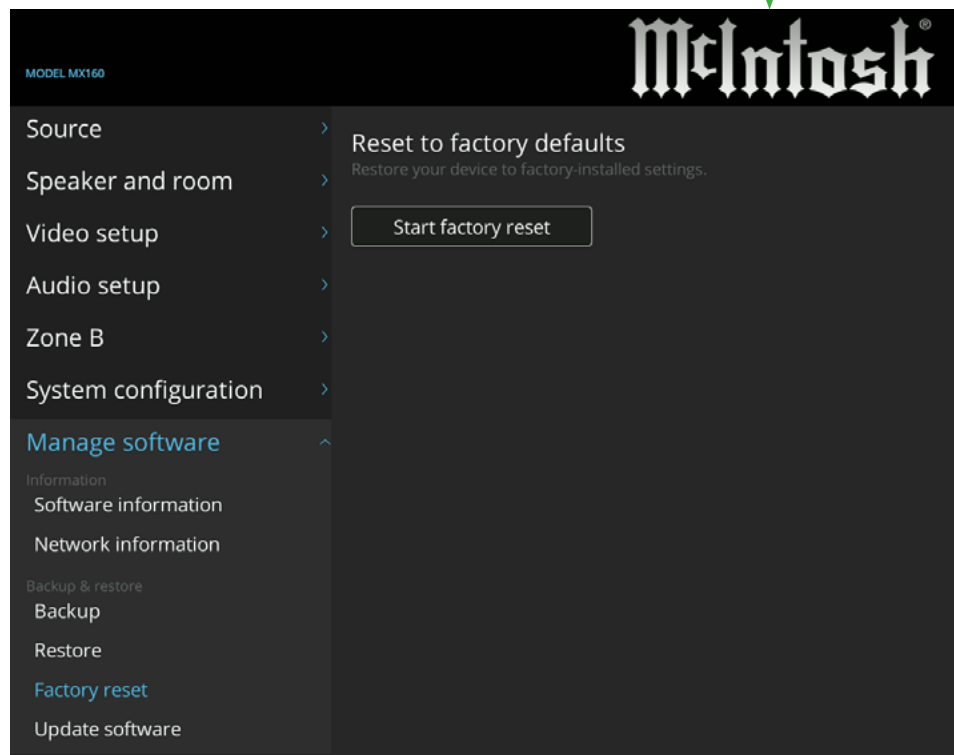 McIntosh®
MODEL MX160
Source
Speaker and room
Video setup
Audio setup
Zone B
System configuration
Manage software
Information
Software information
Network information
Backup & restore
Backup
Restore
Factory reset
Update software
Reset to factory defaults
Restore your device to factory-installed settings.
Start factory reset